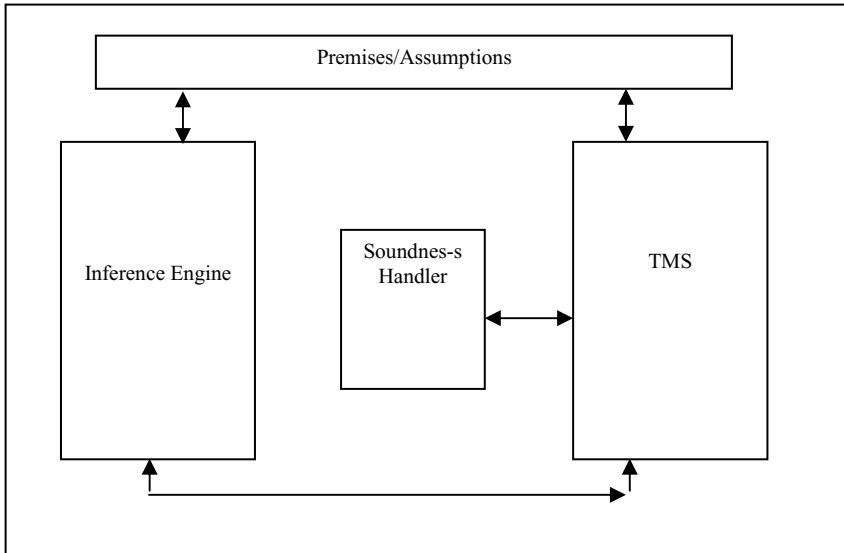 Premises/Assumptions
Inference Engine
Soundnes-s
Handler
TMS